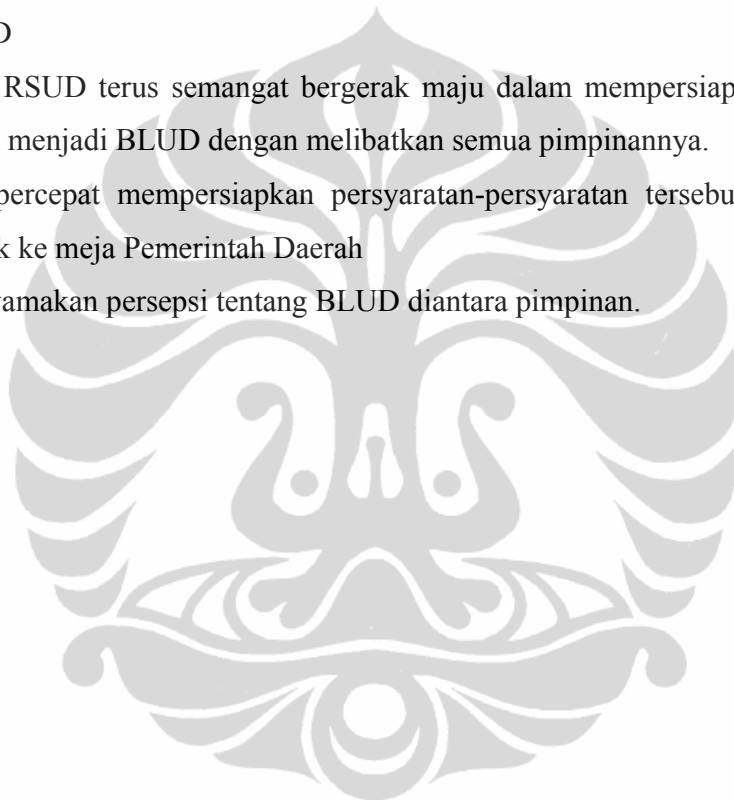 D
RSUD terus semangat bergerak maju dalam mempersiap
menjadi BLUD dengan melibatkan semua pimpinannya.
percepat mempersiapkan persyaratan-persyaratan tersebu
k ke meja Pemerintah Daerah
yamakan persepsi tentang BLUD diantara pimpinan.